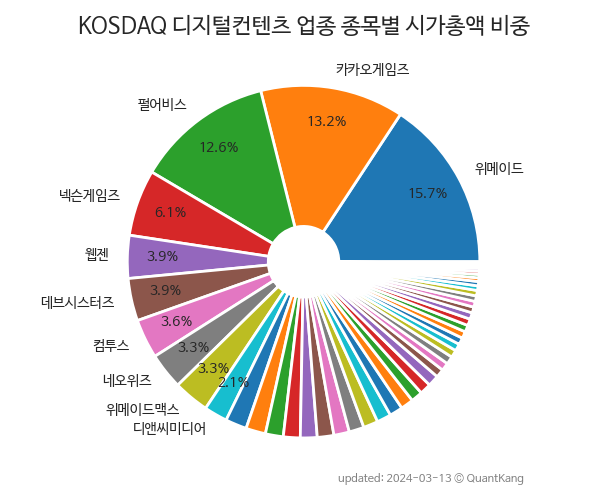 KOSDAQ 디지털컨텐츠 업종 종목별 시가총액 비중
카카오게임즈
펄어비스
13.2%
12.6%
위메이드
15.7%
넥슨게임즈
6.1%
웹젠
3.9%
데브시스터즈
3.9%
컴투스
3.6%
네오위즈
3.3%
위메이드맥스
3.3%
디앤씨미디어
2.1%
updated: 2024-03-13 ⓒ QuantKang